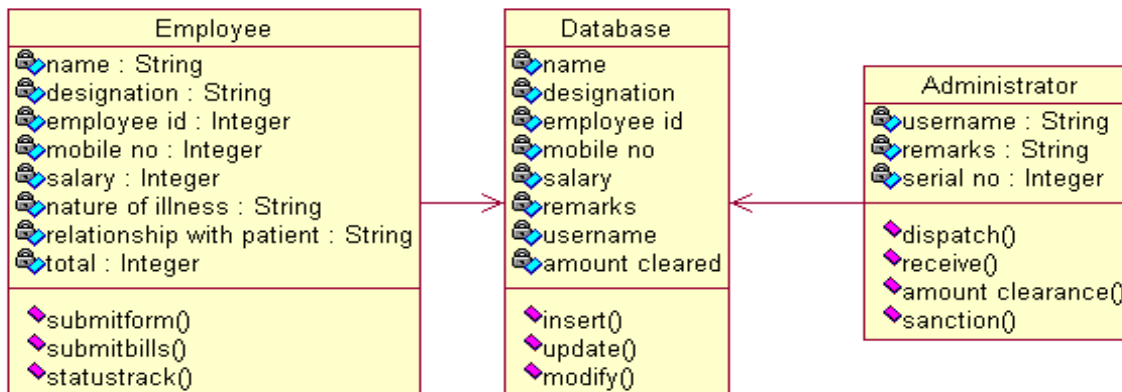 Employee
name : String
designation : String
employee id : Integer
mobile no : Integer
salary : Integer
nature of illness : String
relationship with patient : String
total : Integer
submitform()
submitbills()
statustrack()
Database
name
designation
employee id
mobile no
salary
remarks
username
amount cleared
insert()
update()
modify()
Administrator
username : String
remarks : String
serial no : Integer
dispatch()
receive()
amount clearance()
sanction()